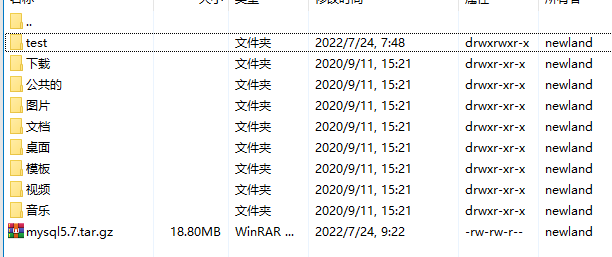 名称 大小 类型 修改时间 属性 所有者
..
test 文件夹 2022/7/24, 7:48 drwxrwxr-x newland
下载 文件夹 2020/9/11, 15:21 drwxr-xr-x newland
公共的 文件夹 2020/9/11, 15:21 drwxr-xr-x newland
图片 文件夹 2020/9/11, 15:21 drwxr-xr-x newland
文档 文件夹 2020/9/11, 15:21 drwxr-xr-x newland
桌面 文件夹 2020/9/11, 15:21 drwxr-xr-x newland
模板 文件夹 2020/9/11, 15:21 drwxr-xr-x newland
视频 文件夹 2020/9/11, 15:21 drwxr-xr-x newland
音乐 文件夹 2020/9/11, 15:21 drwxr-xr-x newland
mysql5.7.tar.gz 18.80MB WinRAR ... 2022/7/24, 9:22 -rw-rw-r-- newland